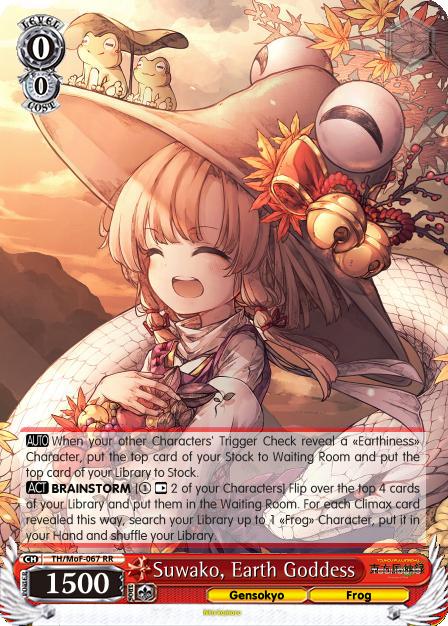 LEVEL
0
0
COST
AUTO When your other Characters' Trigger Check reveal a «Earthiness»
Character, put the top card of your Stock to Waiting Room and put the
top card of your Library to Stock.
ACT BRAINSTORM [① 2 of your Characters] Flip over the top 4 cards
of your Library and put them in the Waiting Room. For each Climax card
revealed this way, search your Library up to 1 «Frog» Character, put it in
your Hand and shuffle your Library.
CH TH/MoF-067 RR
POWER 1500 SOUL Suwako, Earth Goddess
Gensokyo Frog